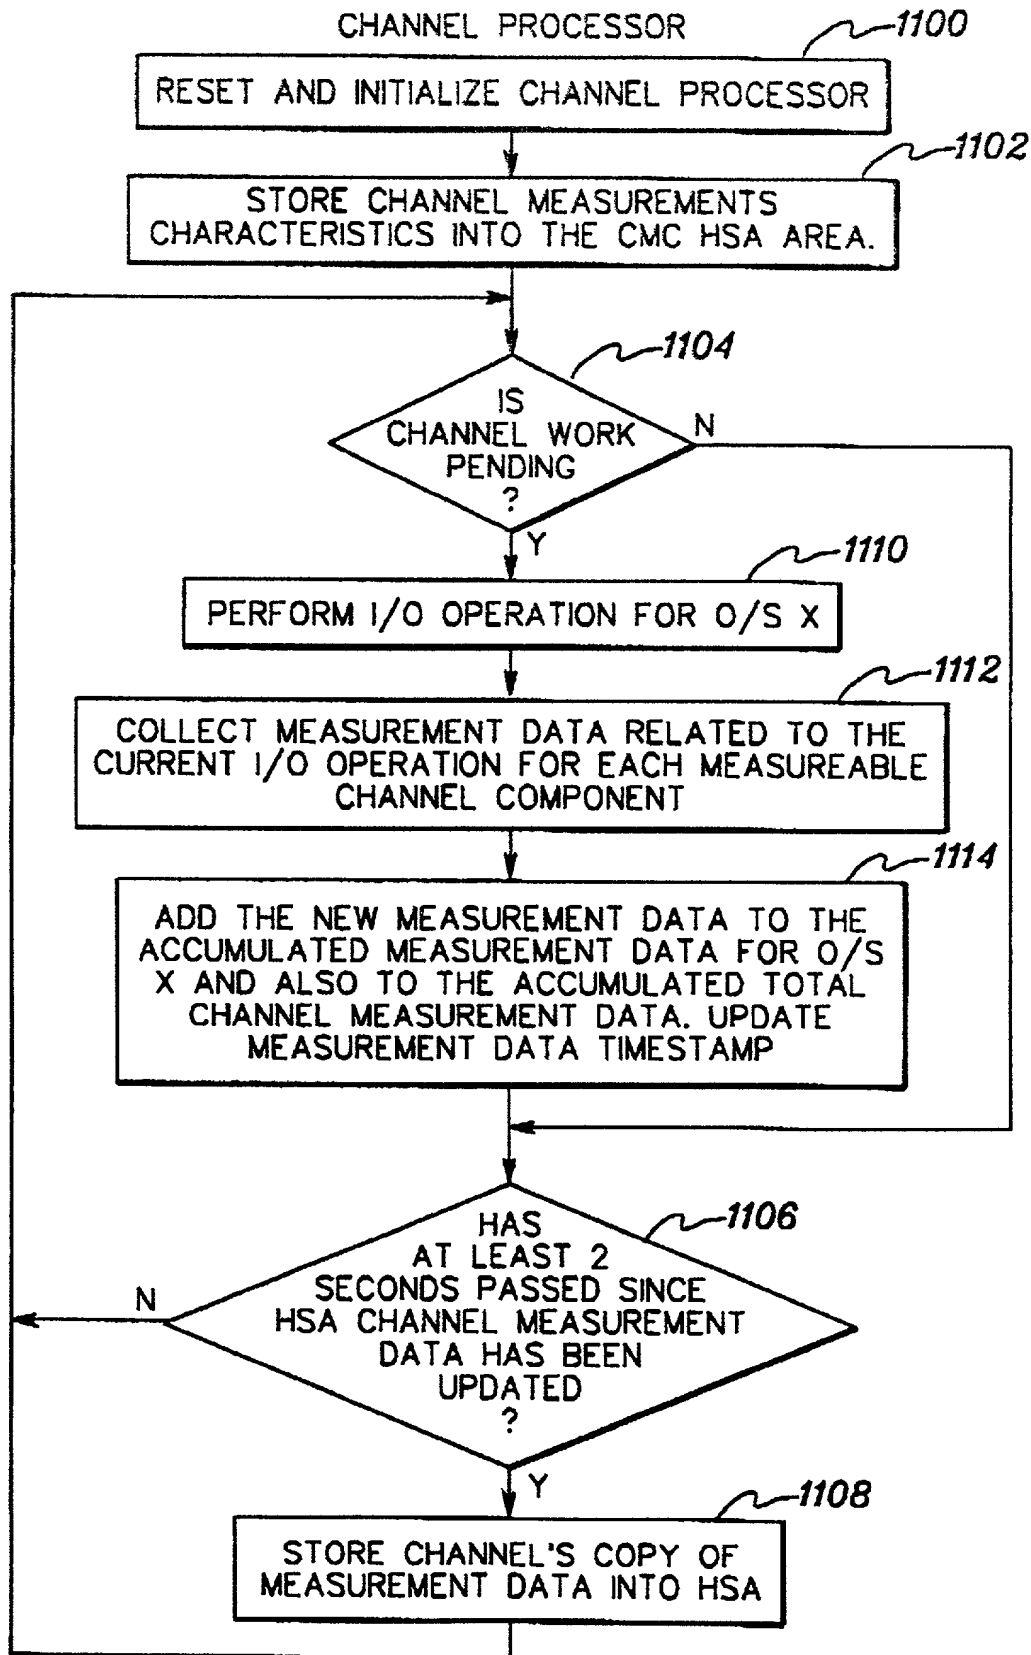 CHANNEL PROCESSOR
1100
RESET AND INITIALIZE CHANNEL PROCESSOR
1102
STORE CHANNEL MEASUREMENTS
CHARACTERISTICS INTO THE CMC HSA AREA.
1104
IS
CHANNEL WORK
PENDING
?
N
Y
1110
PERFORM I/O OPERATION FOR O/S X
1112
COLLECT MEASUREMENT DATA RELATED TO THE
CURRENT I/O OPERATION FOR EACH MEASUREABLE
CHANNEL COMPONENT
1114
ADD THE NEW MEASUREMENT DATA TO THE
ACCUMULATED MEASUREMENT DATA FOR O/S
X AND ALSO TO THE ACCUMULATED TOTAL
CHANNEL MEASUREMENT DATA. UPDATE
MEASUREMENT DATA TIMESTAMP
1106
HAS
AT LEAST 2
SECONDS PASSED SINCE
HSA CHANNEL MEASUREMENT
DATA HAS BEEN
UPDATED
?
N
Y
1108
STORE CHANNEL'S COPY OF
MEASUREMENT DATA INTO HSA